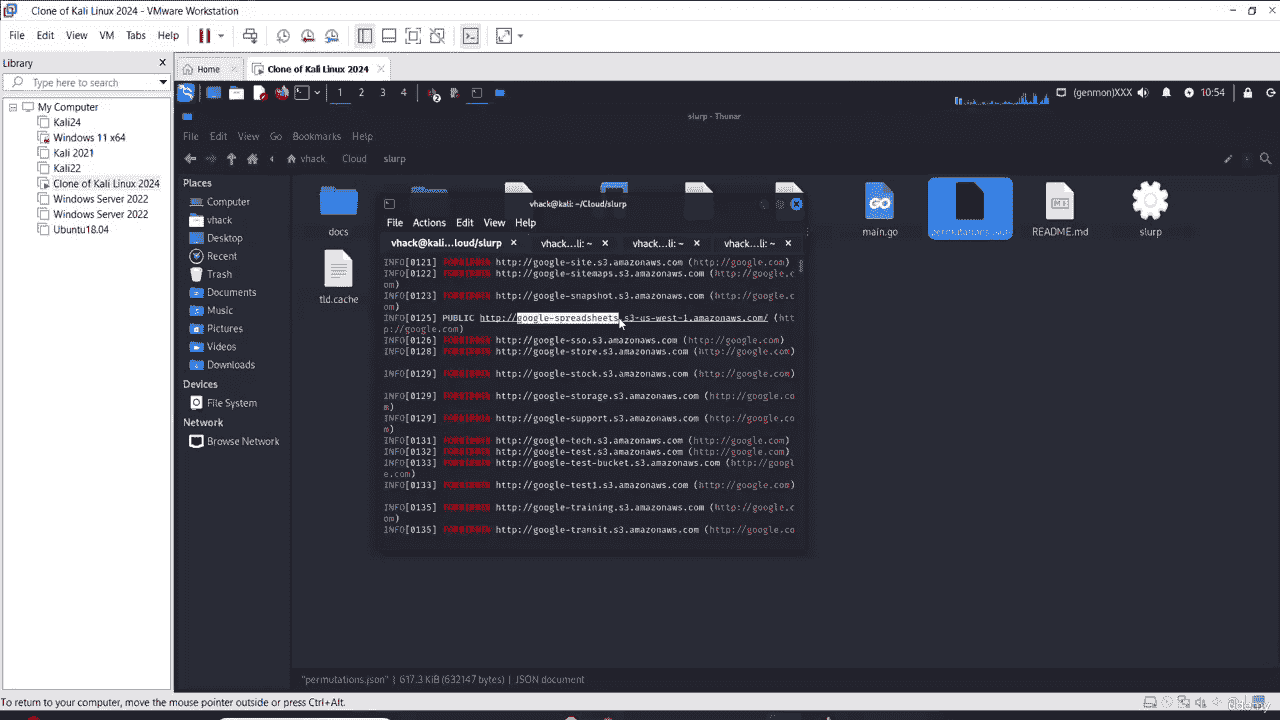 Clone of Kali Linux 2024 - VMware Workstation
File Edit View VM Tabs Help
Library
Type here to search
Home
Clone of Kali Linux 2024
My Computer
Kali24
Windows 11 x64
Kali 2021
Kali22
Clone of Kali Linux 2024
Windows Server 2022
Windows Server 2022
Ubuntu18.04
1 2 3 4
(genmon)XXX
10:54
slurp - Thunar
File Edit View Go Bookmarks Help
vhack Cloud slurp
Places
Computer
vhack
Desktop
Recent
Trash
Documents
Music
Pictures
Videos
Downloads
Devices
File System
Network
Browse Network
docs
GO
main.go
README.md
slurp
tld.cache
vhack@kali: ~/Cloud/slurp
File Actions Edit View Help
vhack@kali...loud/slurp
vhack...li: ~
vhack...li: ~
vhack...li: ~
INFO[0121] FORBIDDEN http://google-site.s3.amazonaws.com (http://google.com)
INFO[0122] FORBIDDEN http://google-sitemaps.s3.amazonaws.com (http://google.c
om)
INFO[0123] FORBIDDEN http://google-snapshot.s3.amazonaws.com (http://google.c
om)
INFO[0125] PUBLIC http://google-spreadsheets.s3-us-west-1.amazonaws.com/ (htt
p://google.com)
INFO[0126] FORBIDDEN http://google-sso.s3.amazonaws.com (http://google.com)
INFO[0128] FORBIDDEN http://google-store.s3.amazonaws.com (http://google.com)
INFO[0129] FORBIDDEN http://google-stock.s3.amazonaws.com (http://google.com)
INFO[0129] FORBIDDEN http://google-storage.s3.amazonaws.com (http://google.co
m)
INFO[0129] FORBIDDEN http://google-support.s3.amazonaws.com (http://google.co
m)
INFO[0131] FORBIDDEN http://google-tech.s3.amazonaws.com (http://google.com)
INFO[0132] FORBIDDEN http://google-test.s3.amazonaws.com (http://google.com)
INFO[0133] FORBIDDEN http://google-test-bucket.s3.amazonaws.com (http://googl
e.com)
INFO[0133] FORBIDDEN http://google-test1.s3.amazonaws.com (http://google.com)
INFO[0135] FORBIDDEN http://google-training.s3.amazonaws.com (http://google.c
om)
INFO[0135] FORBIDDEN http://google-transit.s3.amazonaws.com (http://google.co
"permutations.json" | 617.3 KiB (632147 bytes) | JSON document
To return to your computer, move the mouse pointer outside or press Ctrl+Alt.